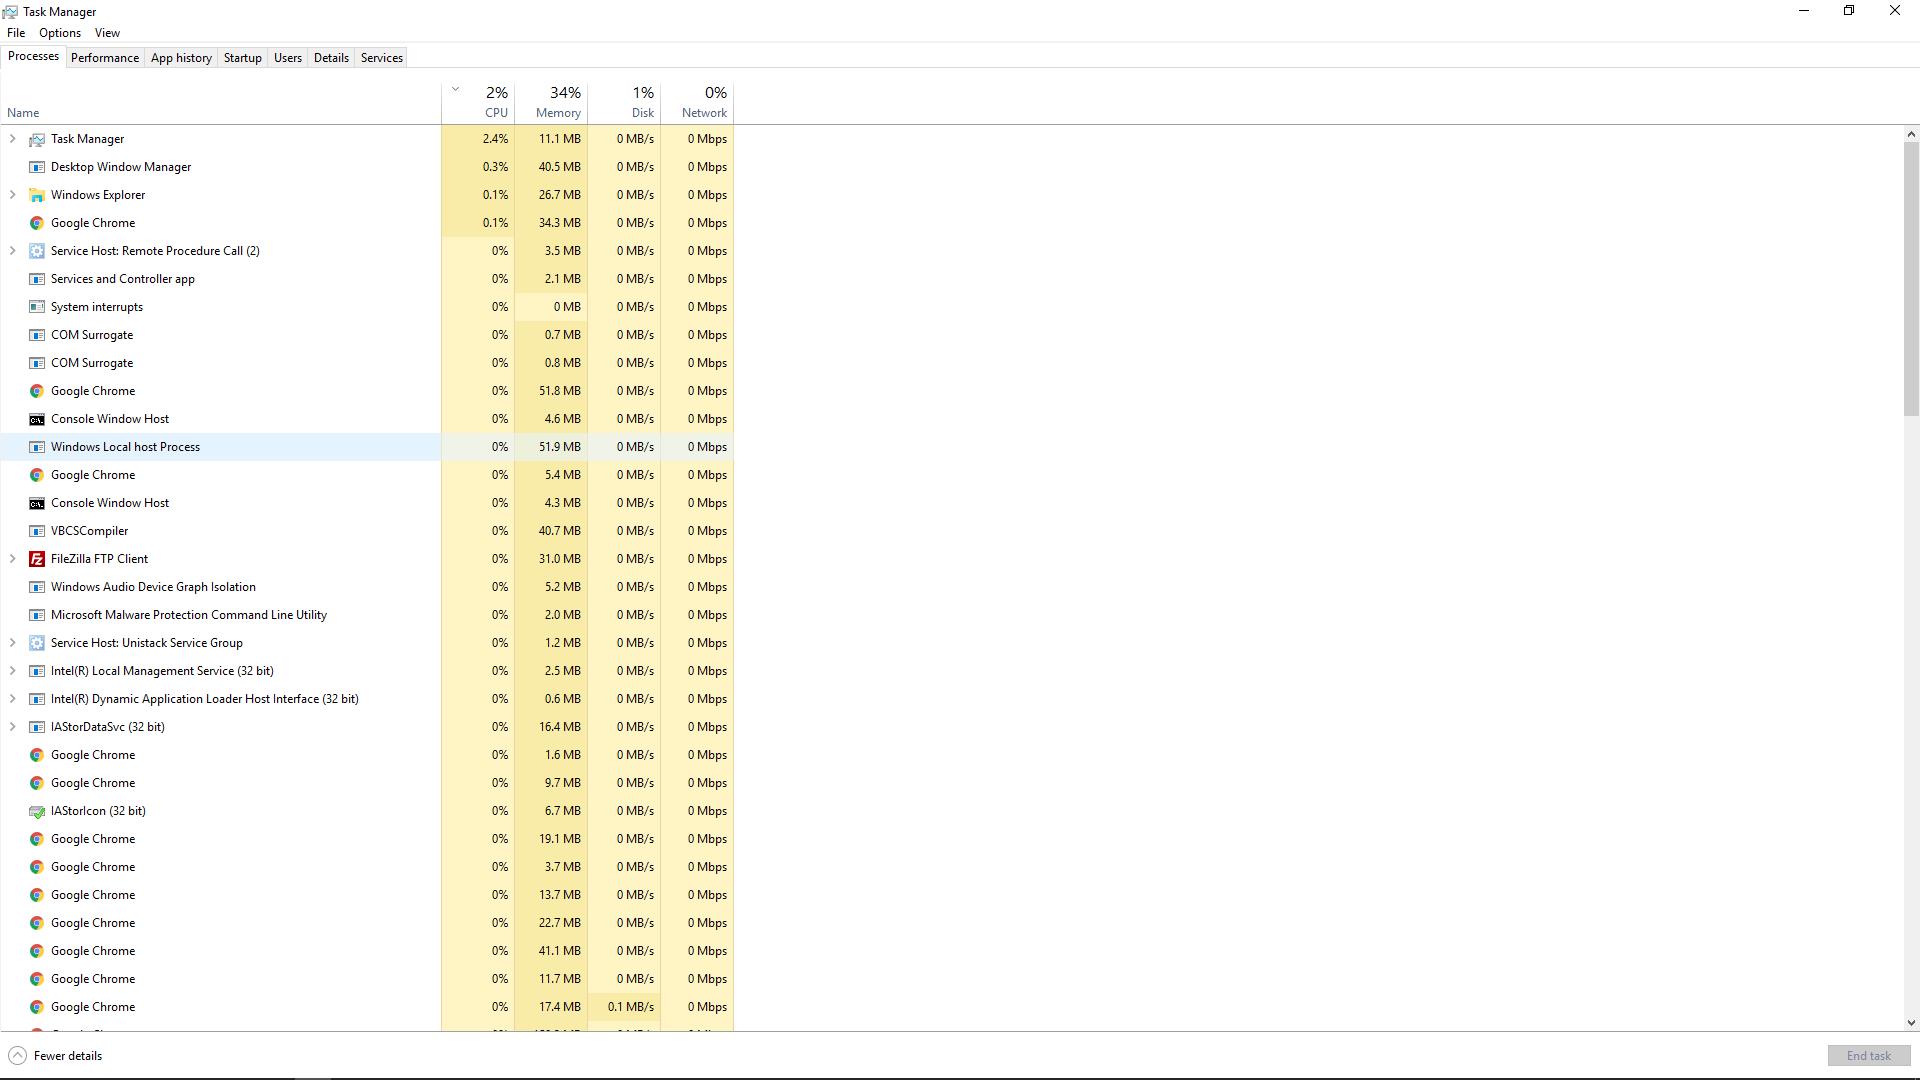 Task Manager
File Options View
Processes Performance App history Startup Users Details Services
2% 34% 1% 0%
Name CPU Memory Disk Network
Task Manager 2.4% 11.1 MB 0 MB/s 0 Mbps
Desktop Window Manager 0.3% 40.5 MB 0 MB/s 0 Mbps
Windows Explorer 0.1% 26.7 MB 0 MB/s 0 Mbps
Google Chrome 0.1% 34.3 MB 0 MB/s 0 Mbps
Service Host: Remote Procedure Call (2) 0% 3.5 MB 0 MB/s 0 Mbps
Services and Controller app 0% 2.1 MB 0 MB/s 0 Mbps
System interrupts 0% 0 MB 0 MB/s 0 Mbps
COM Surrogate 0% 0.7 MB 0 MB/s 0 Mbps
COM Surrogate 0% 0.8 MB 0 MB/s 0 Mbps
Google Chrome 0% 51.8 MB 0 MB/s 0 Mbps
Console Window Host 0% 4.6 MB 0 MB/s 0 Mbps
Windows Local host Process 0% 51.9 MB 0 MB/s 0 Mbps
Google Chrome 0% 5.4 MB 0 MB/s 0 Mbps
Console Window Host 0% 4.3 MB 0 MB/s 0 Mbps
VBCSCompiler 0% 40.7 MB 0 MB/s 0 Mbps
FileZilla FTP Client 0% 31.0 MB 0 MB/s 0 Mbps
Windows Audio Device Graph Isolation 0% 5.2 MB 0 MB/s 0 Mbps
Microsoft Malware Protection Command Line Utility 0% 2.0 MB 0 MB/s 0 Mbps
Service Host: Unistack Service Group 0% 1.2 MB 0 MB/s 0 Mbps
Intel(R) Local Management Service (32 bit) 0% 2.5 MB 0 MB/s 0 Mbps
Intel(R) Dynamic Application Loader Host Interface (32 bit) 0% 0.6 MB 0 MB/s 0 Mbps
IAStorDataSvc (32 bit) 0% 16.4 MB 0 MB/s 0 Mbps
Google Chrome 0% 1.6 MB 0 MB/s 0 Mbps
Google Chrome 0% 9.7 MB 0 MB/s 0 Mbps
IAStorIcon (32 bit) 0% 6.7 MB 0 MB/s 0 Mbps
Google Chrome 0% 19.1 MB 0 MB/s 0 Mbps
Google Chrome 0% 3.7 MB 0 MB/s 0 Mbps
Google Chrome 0% 13.7 MB 0 MB/s 0 Mbps
Google Chrome 0% 22.7 MB 0 MB/s 0 Mbps
Google Chrome 0% 41.1 MB 0 MB/s 0 Mbps
Google Chrome 0% 11.7 MB 0 MB/s 0 Mbps
Google Chrome 0% 17.4 MB 0.1 MB/s 0 Mbps
Fewer details End task